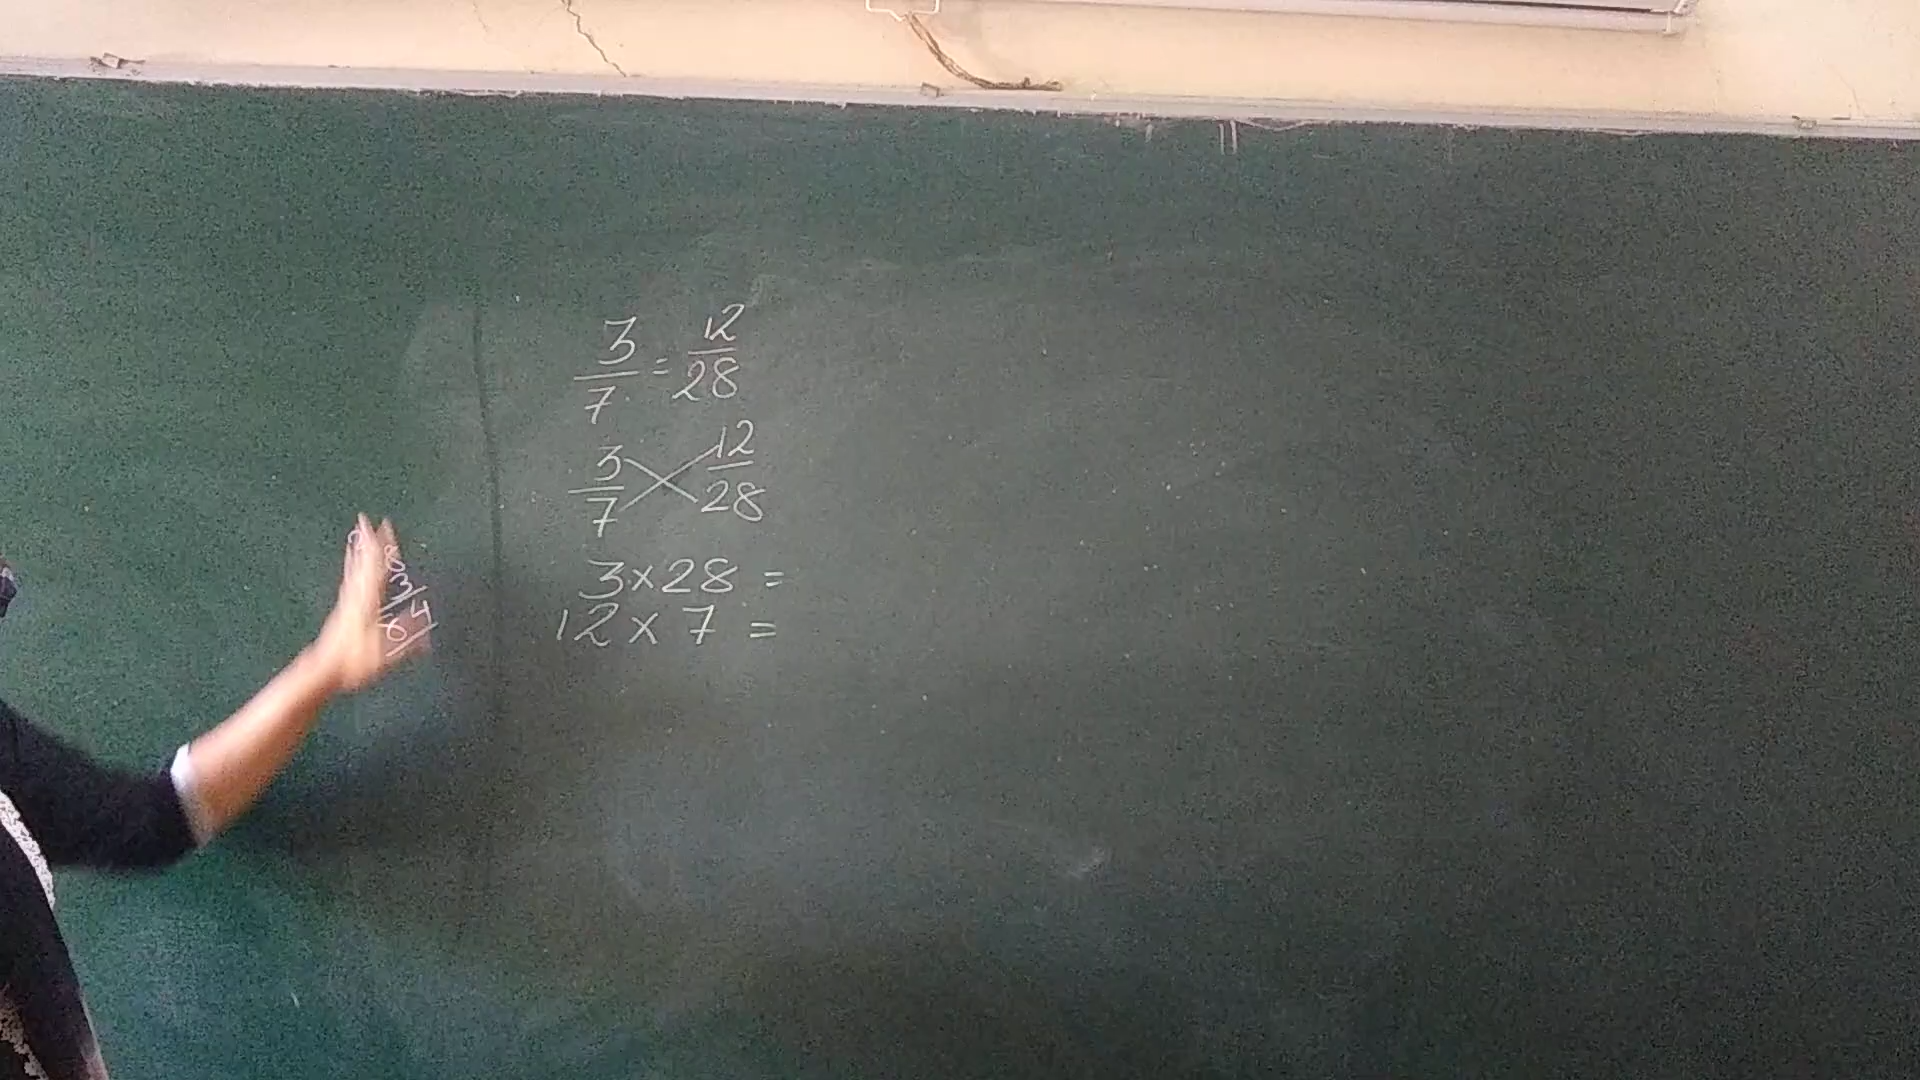 3/7 = 12/28
3/7 × 12/28
3×28 =
12×7 =